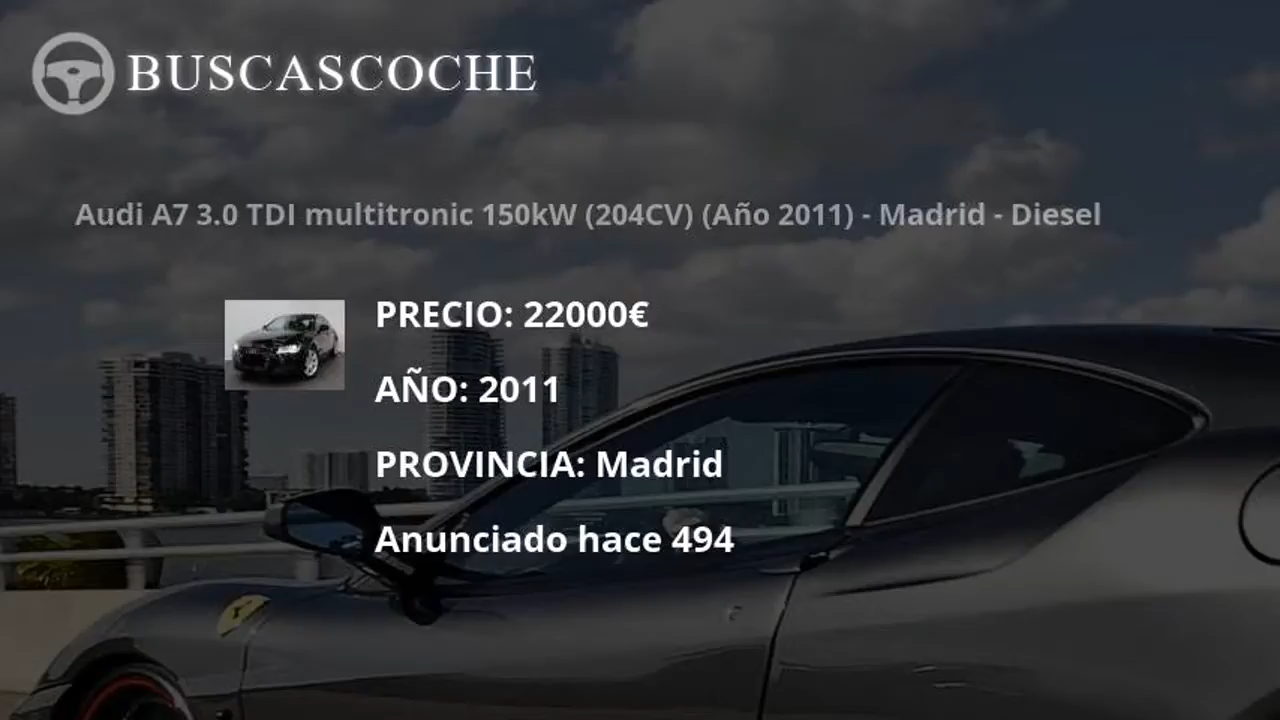 BUSCASCOCHE
Audi A7 3.0 TDI multitronic 150kW (204CV) (Año 2011) - Madrid - Diesel
PRECIO: 22000€
AÑO: 2011
PROVINCIA: Madrid
Anunciado hace 494